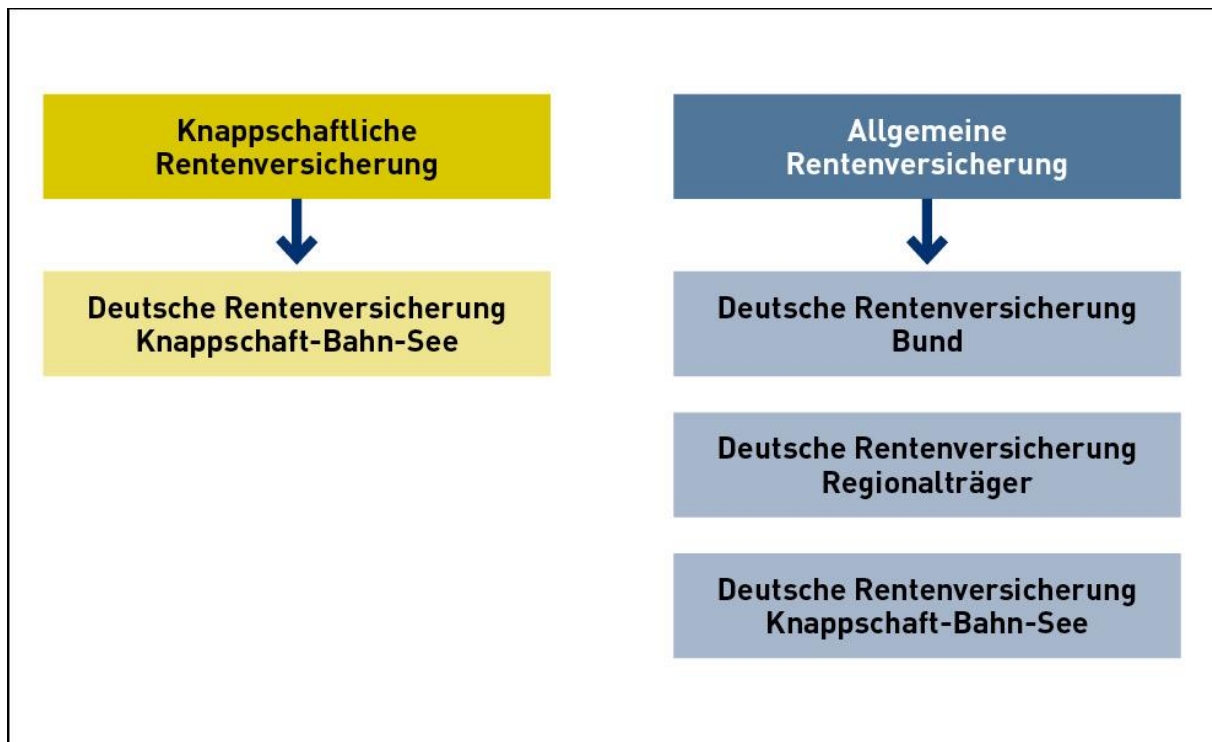 Knappschaftliche
Rentenversicherung
Deutsche Rentenversicherung
Knappschaft-Bahn-See
Allgemeine
Rentenversicherung
Deutsche Rentenversicherung
Bund
Deutsche Rentenversicherung
Regionalträger
Deutsche Rentenversicherung
Knappschaft-Bahn-See